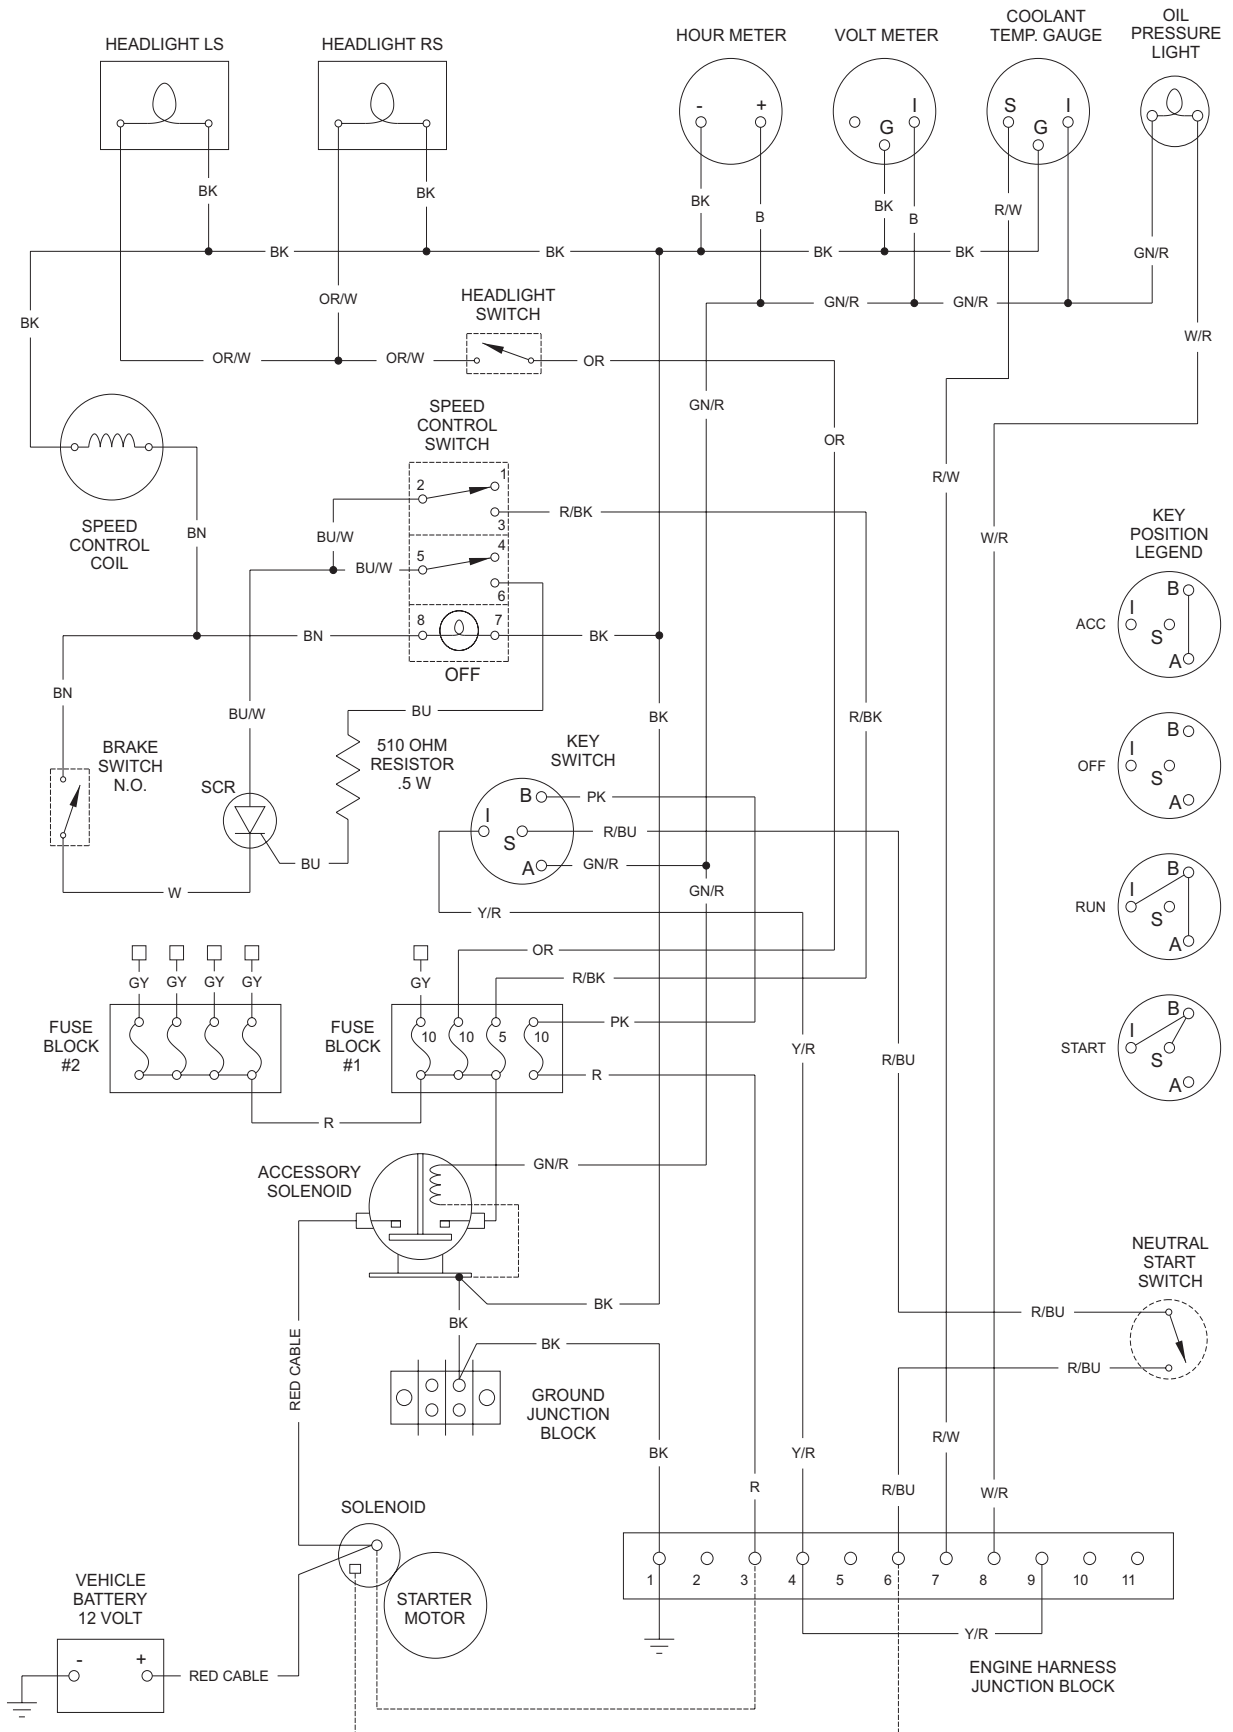 HEADLIGHT LS
HEADLIGHT RS
HOUR METER
VOLT METER
COOLANT
TEMP. GAUGE
OIL
PRESSURE
LIGHT
-
+
I
G
S
I
G
BK
BK
BK
B
BK
B
R/W
BK
BK
BK
BK
GN/R
BK
OR/W
HEADLIGHT
SWITCH
GN/R
GN/R
W/R
OR/W
OR/W
OR
GN/R
SPEED
CONTROL
SWITCH
OR
R/W
SPEED
CONTROL
COIL
BN
2
1
3
R/BK
BU/W
BU/W
5
4
6
W/R
KEY
POSITION
LEGEND
ACC
B
I
S
A
8
7
BN
BK
OFF
BN
BU/W
BU
BK
R/BK
BRAKE
SWITCH
N.O.
SCR
510 OHM
RESISTOR
.5 W
KEY
SWITCH
OFF
B
I
S
A
B
I
S
A
PK
R/BU
GN/R
BU
GN/R
W
Y/R
RUN
B
I
S
A
OR
R/BK
GY
GY
GY
GY
GY
FUSE
BLOCK
#2
FUSE
BLOCK
#1
10
10
5
10
PK
R
R
Y/R
R/BU
START
B
I
S
A
ACCESSORY
SOLENOID
GN/R
NEUTRAL
START
SWITCH
BK
R/BU
BK
BK
R/BU
RED CABLE
GROUND
JUNCTION
BLOCK
BK
Y/R
R/W
R
R/BU
W/R
SOLENOID
STARTER
MOTOR
VEHICLE
BATTERY
12 VOLT
-
+
RED CABLE
1
2
3
4
5
6
7
8
9
10
11
Y/R
ENGINE HARNESS
JUNCTION BLOCK